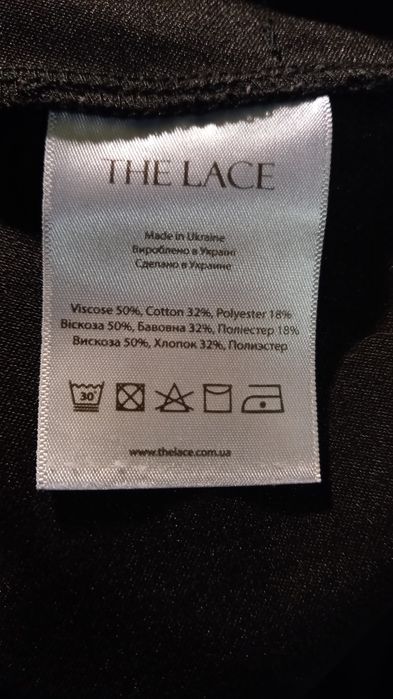 THE LACE
Made in Ukraine
Вироблено в Україні
Сделано в Украине
Viscose 50%, Cotton 32%, Polyester 18%
Віскоза 50%, Бавовна 32%, Поліестер 18%
Вискоза 50%, Хлопок 32%, Полиэстер
30°
www.thelace.com.ua